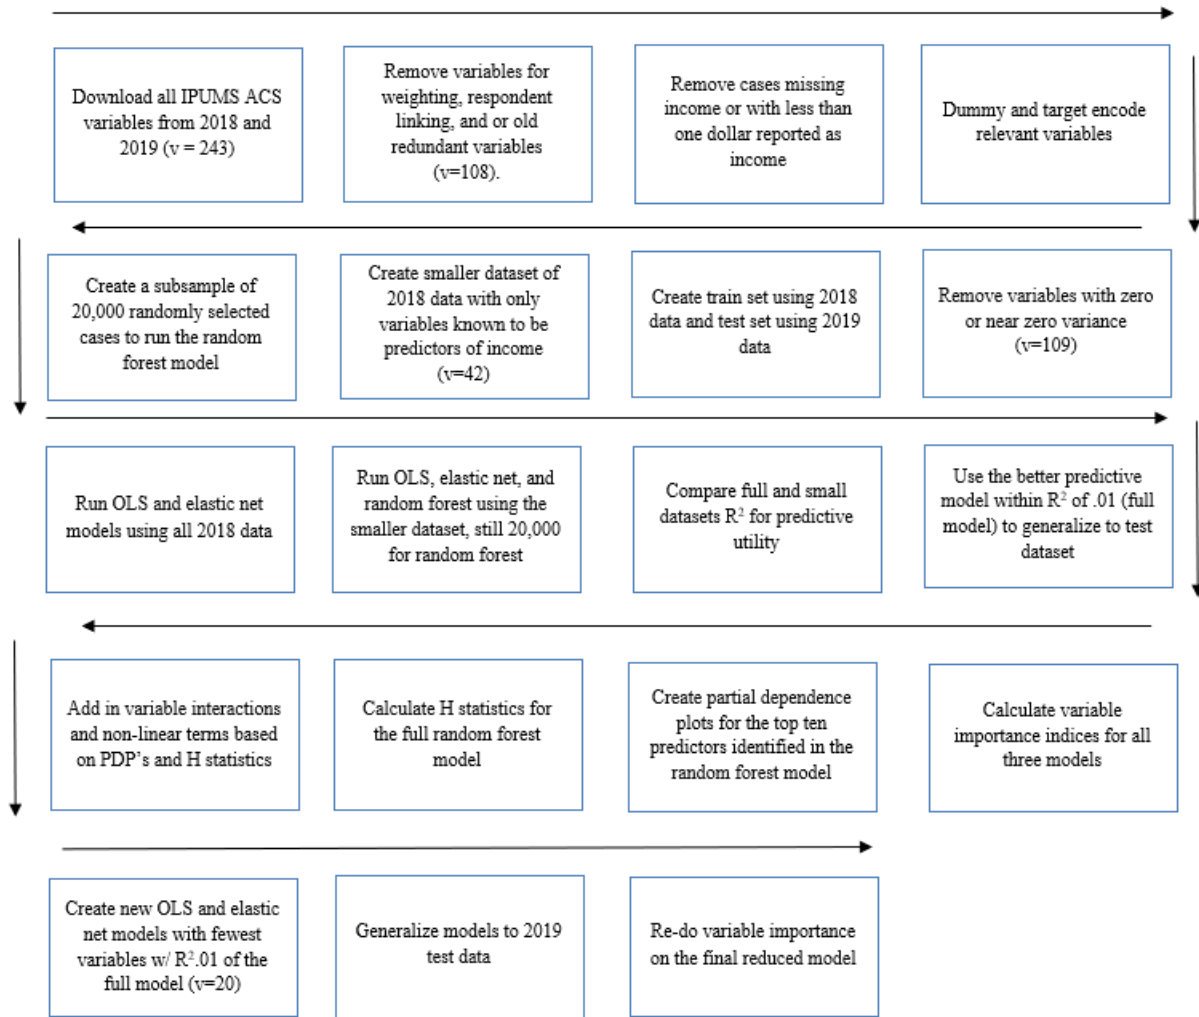 Download all IPUMS ACS
variables from 2018 and
2019 (v = 243)
Remove variables for
weighting, respondent
linking, and or old
redundant variables
(v=108).
Remove cases missing
income or with less than
one dollar reported as
income
Dummy and target encode
relevant variables
Remove variables with zero
or near zero variance
(v=109)
Create train set using 2018
data and test set using 2019
data
Create smaller dataset of
2018 data with only
variables known to be
predictors of income
(v=42)
Create a subsample of
20,000 randomly selected
cases to run the random
forest model
Run OLS and elastic net
models using all 2018 data
Run OLS, elastic net, and
random forest using the
smaller dataset, still 20,000
for random forest
Compare full and small
datasets R² for predictive
utility
Use the better predictive
model within R² of .01 (full
model) to generalize to test
dataset
Calculate variable
importance indices for all
three models
Create partial dependence
plots for the top ten
predictors identified in the
random forest model
Calculate H statistics for
the full random forest
model
Add in variable interactions
and non-linear terms based
on PDP's and H statistics
Create new OLS and elastic
net models with fewest
variables w/ R².01 of the
full model (v=20)
Generalize models to 2019
test data
Re-do variable importance
on the final reduced model